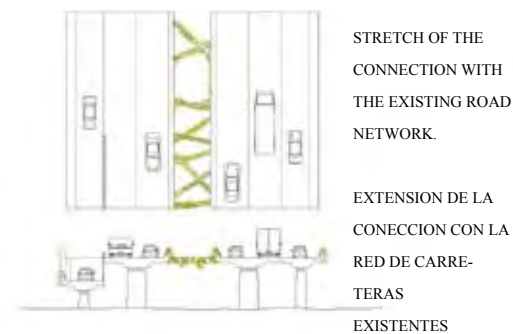 STRETCH OF THE
CONNECTION WITH
THE EXISTING ROAD
NETWORK.
EXTENSION DE LA
CONECCION CON LA
RED DE CARRE-
TERAS
EXISTENTES